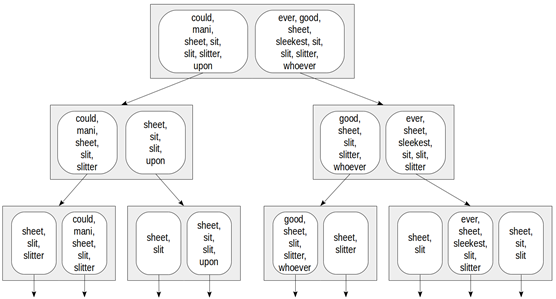 could,
mani,
sheet, sit,
slit, slitter,
upon
ever, good,
sheet,
sleekest, sit,
slit, slitter,
whoever
could,
mani,
sheet,
slit,
slitter
sheet,
sit,
slit,
upon
good,
sheet,
slit,
slitter,
whoever
ever,
sheet,
sleekest,
sit, slit,
slitter
sheet,
slit,
slitter
could,
mani,
sheet,
slit,
slitter
sheet,
slit
sheet,
sit,
slit,
upon
good,
sheet,
slit,
slitter,
whoever
sheet,
slitter
sheet,
slit
ever,
sheet,
sleekest,
slit,
slitter
sheet,
sit,
slit